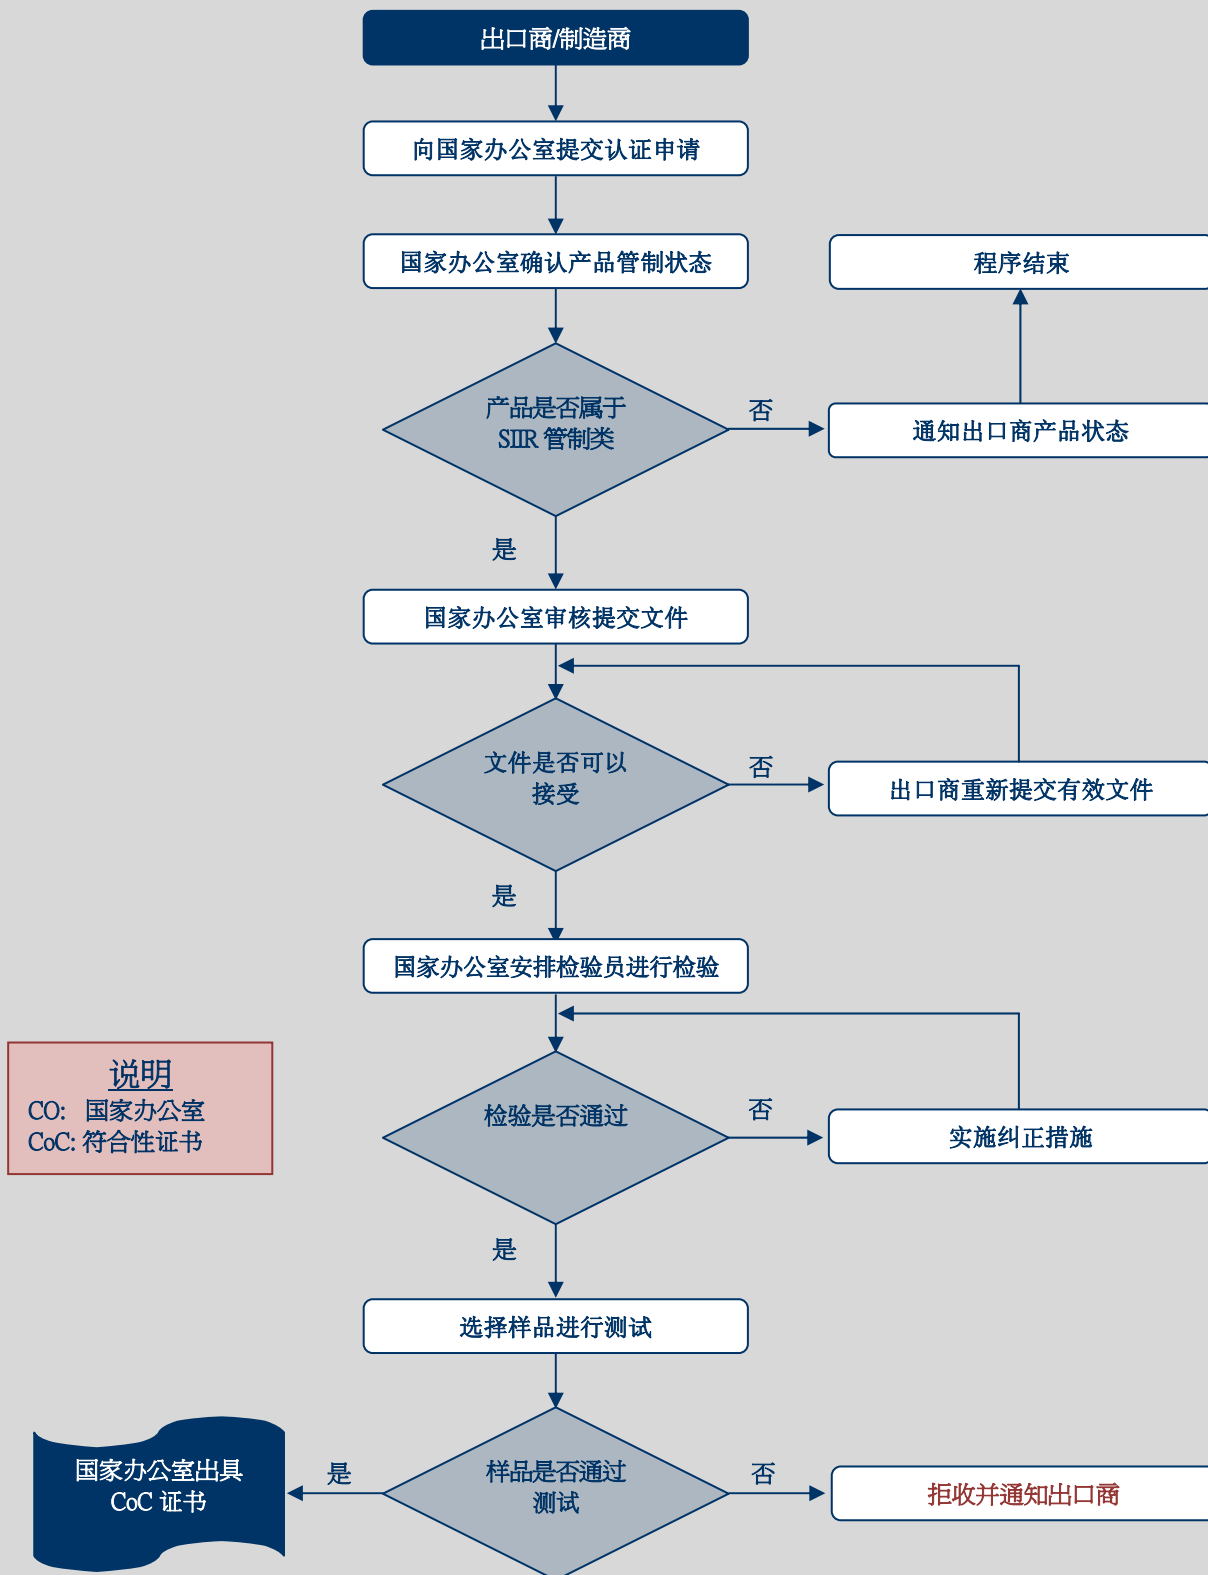 出口商/制造商
向国家办公室提交认证申请
国家办公室确认产品管制状态
程序结束
产品是否属于
SIIR 管制类
否
通知出口商产品状态
是
国家办公室审核提交文件
文件是否可以
接受
否
出口商重新提交有效文件
是
国家办公室安排检验员进行检验
说明
CO: 国家办公室
CoC: 符合性证书
检验是否通过
否
实施纠正措施
是
选择样品进行测试
国家办公室出具
CoC 证书
是
样品是否通过
测试
否
拒收并通知出口商